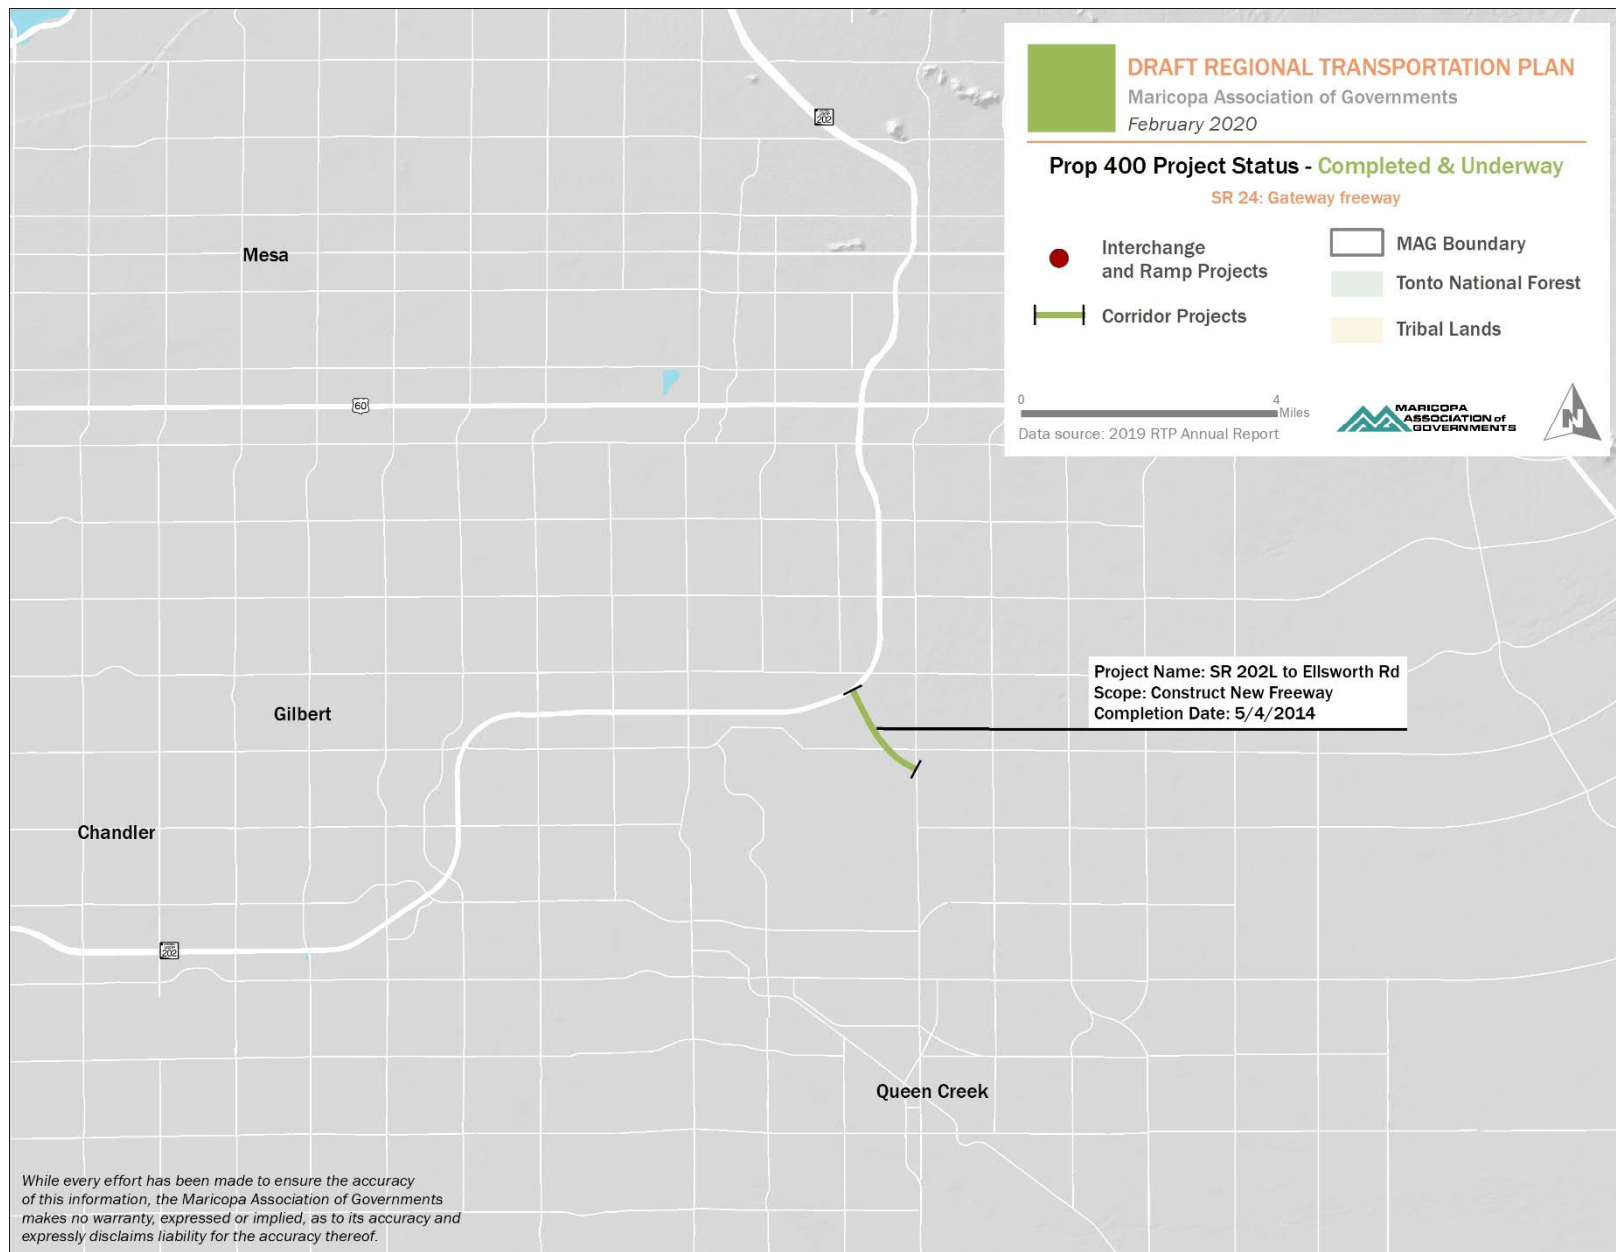 DRAFT REGIONAL TRANSPORTATION PLAN
Maricopa Association of Governments
February 2020
Prop 400 Project Status - Completed & Underway
SR 24: Gateway freeway
Interchange
and Ramp Projects
Corridor Projects
MAG Boundary
Tonto National Forest
Tribal Lands
0 4
Miles
Data source: 2019 RTP Annual Report
MARICOPA
ASSOCIATION of
GOVERNMENTS
N
202
Mesa
60
Project Name: SR 202L to Ellsworth Rd
Scope: Construct New Freeway
Completion Date: 5/4/2014
Gilbert
Chandler
202
Queen Creek
While every effort has been made to ensure the accuracy
of this information, the Maricopa Association of Governments
makes no warranty, expressed or implied, as to its accuracy and
expressly disclaims liability for the accuracy thereof.